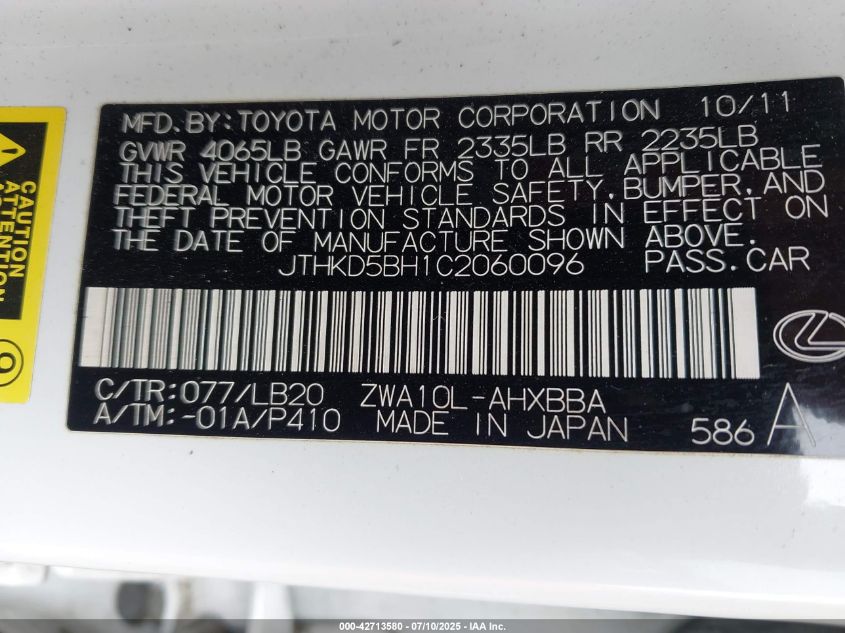 MFD.BY:TOYOTA MOTOR CORPORATION 10/11
GVWR 4065LB GAWR FR 2335LB RR 2235LB
THIS VEHICLE CONFORMS TO ALL APPLICABLE
FEDERAL MOTOR VEHICLE SAFETY,BUMPER,AND
THEFT PREVENTION STANDARDS IN EFFECT ON
THE DATE OF MANUFACTURE SHOWN ABOVE.
JTHKD5BH1C2060096 PASS.CAR
C/TR:077/LB20 ZWA10L-AHXBBA
A/TM:-01A/P410 MADE IN JAPAN 586 A
CAUTION
ATTENTION
000-42713580 - 07/10/2025 - IAA Inc.